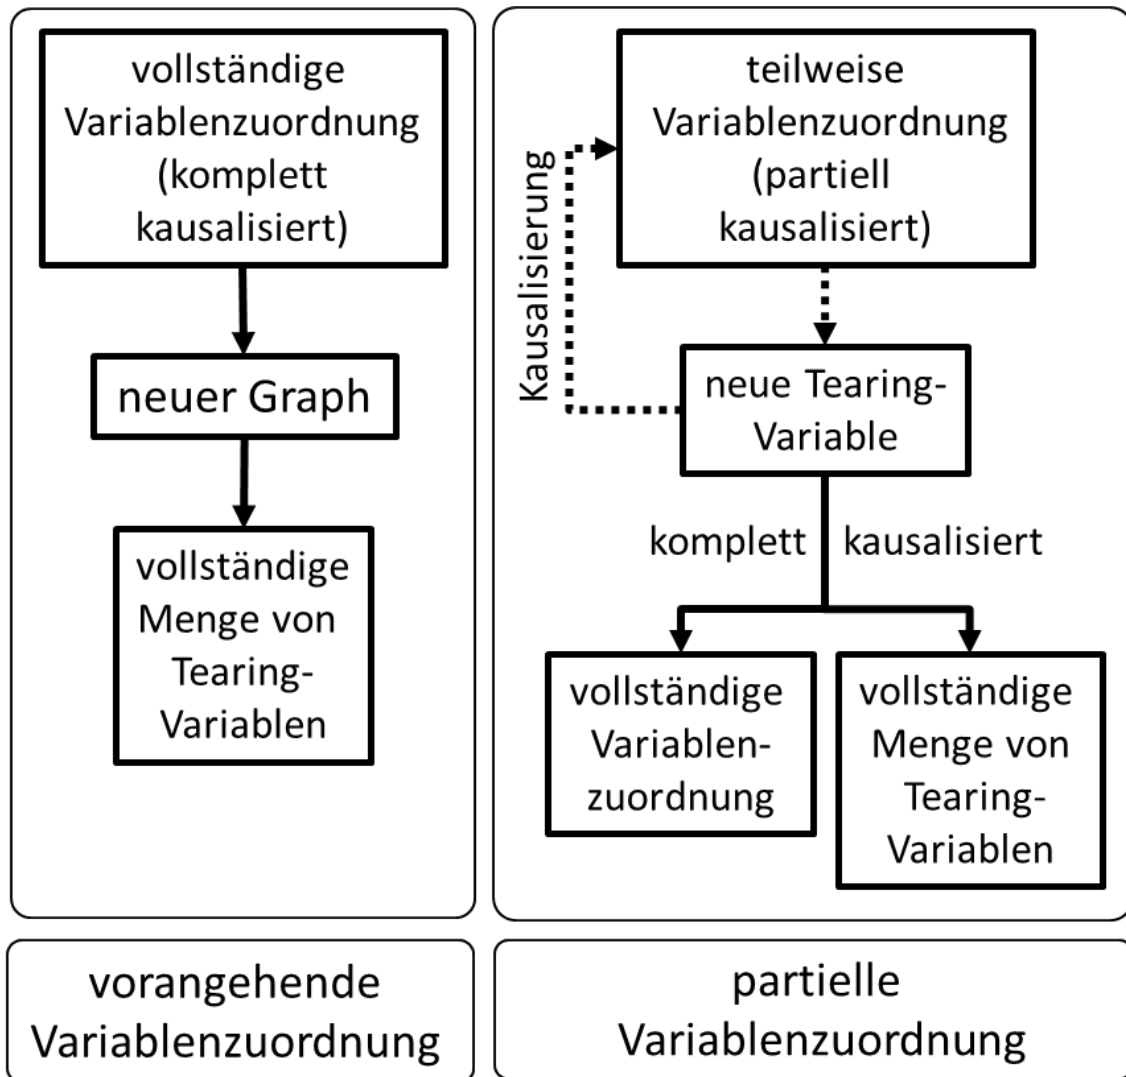 vollständige
Variablenzuordnung
(komplett
kausalisiert)
neuer Graph
vollständige
Menge von
Tearing-
Variablen
vorangehende
Variablenzuordnung
teilweise
Variablenzuordnung
(partiell
kausalisiert)
Kausalisierung
neue Tearing-
Variable
komplett kausalisiert
vollständige
Variablen-
zuordnung
vollständige
Menge von
Tearing-
Variablen
partielle
Variablenzuordnung